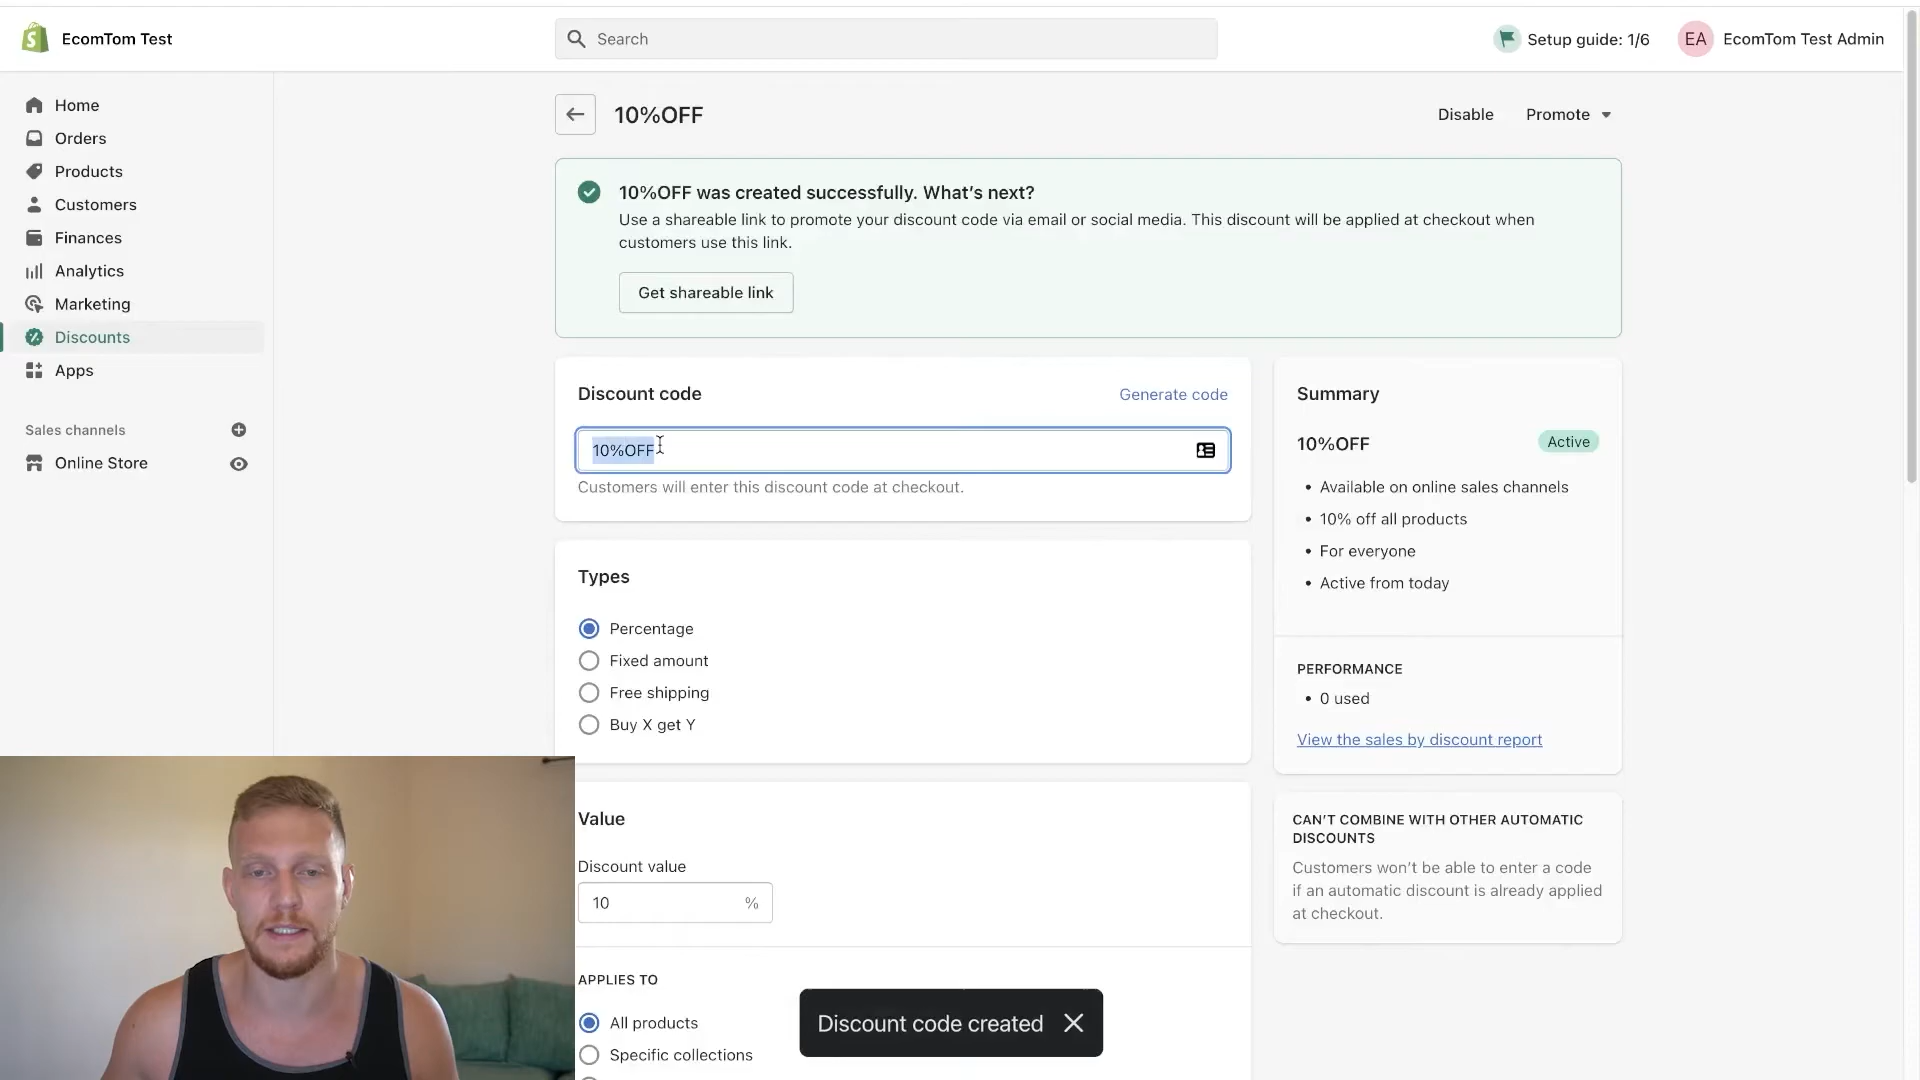 EcomTom Test
Search
Setup guide: 1/6
EA
EcomTom Test Admin
Home
Orders
Products
Customers
Finances
Analytics
Marketing
Discounts
Apps
Sales channels
Online Store
10%OFF
Disable
Promote
10%OFF was created successfully. What's next?
Use a shareable link to promote your discount code via email or social media. This discount will be applied at checkout when
customers use this link.
Get shareable link
Discount code
Generate code
10%OFF
Customers will enter this discount code at checkout.
Types
Percentage
Fixed amount
Free shipping
Buy X get Y
Value
Discount value
10
%
APPLIES TO
All products
Specific collections
Summary
10%OFF
Active
• Available on online sales channels
• 10% off all products
• For everyone
• Active from today
PERFORMANCE
• 0 used
View the sales by discount report
CAN'T COMBINE WITH OTHER AUTOMATIC
DISCOUNTS
Customers won't be able to enter a code
if an automatic discount is already applied
at checkout.
Discount code created